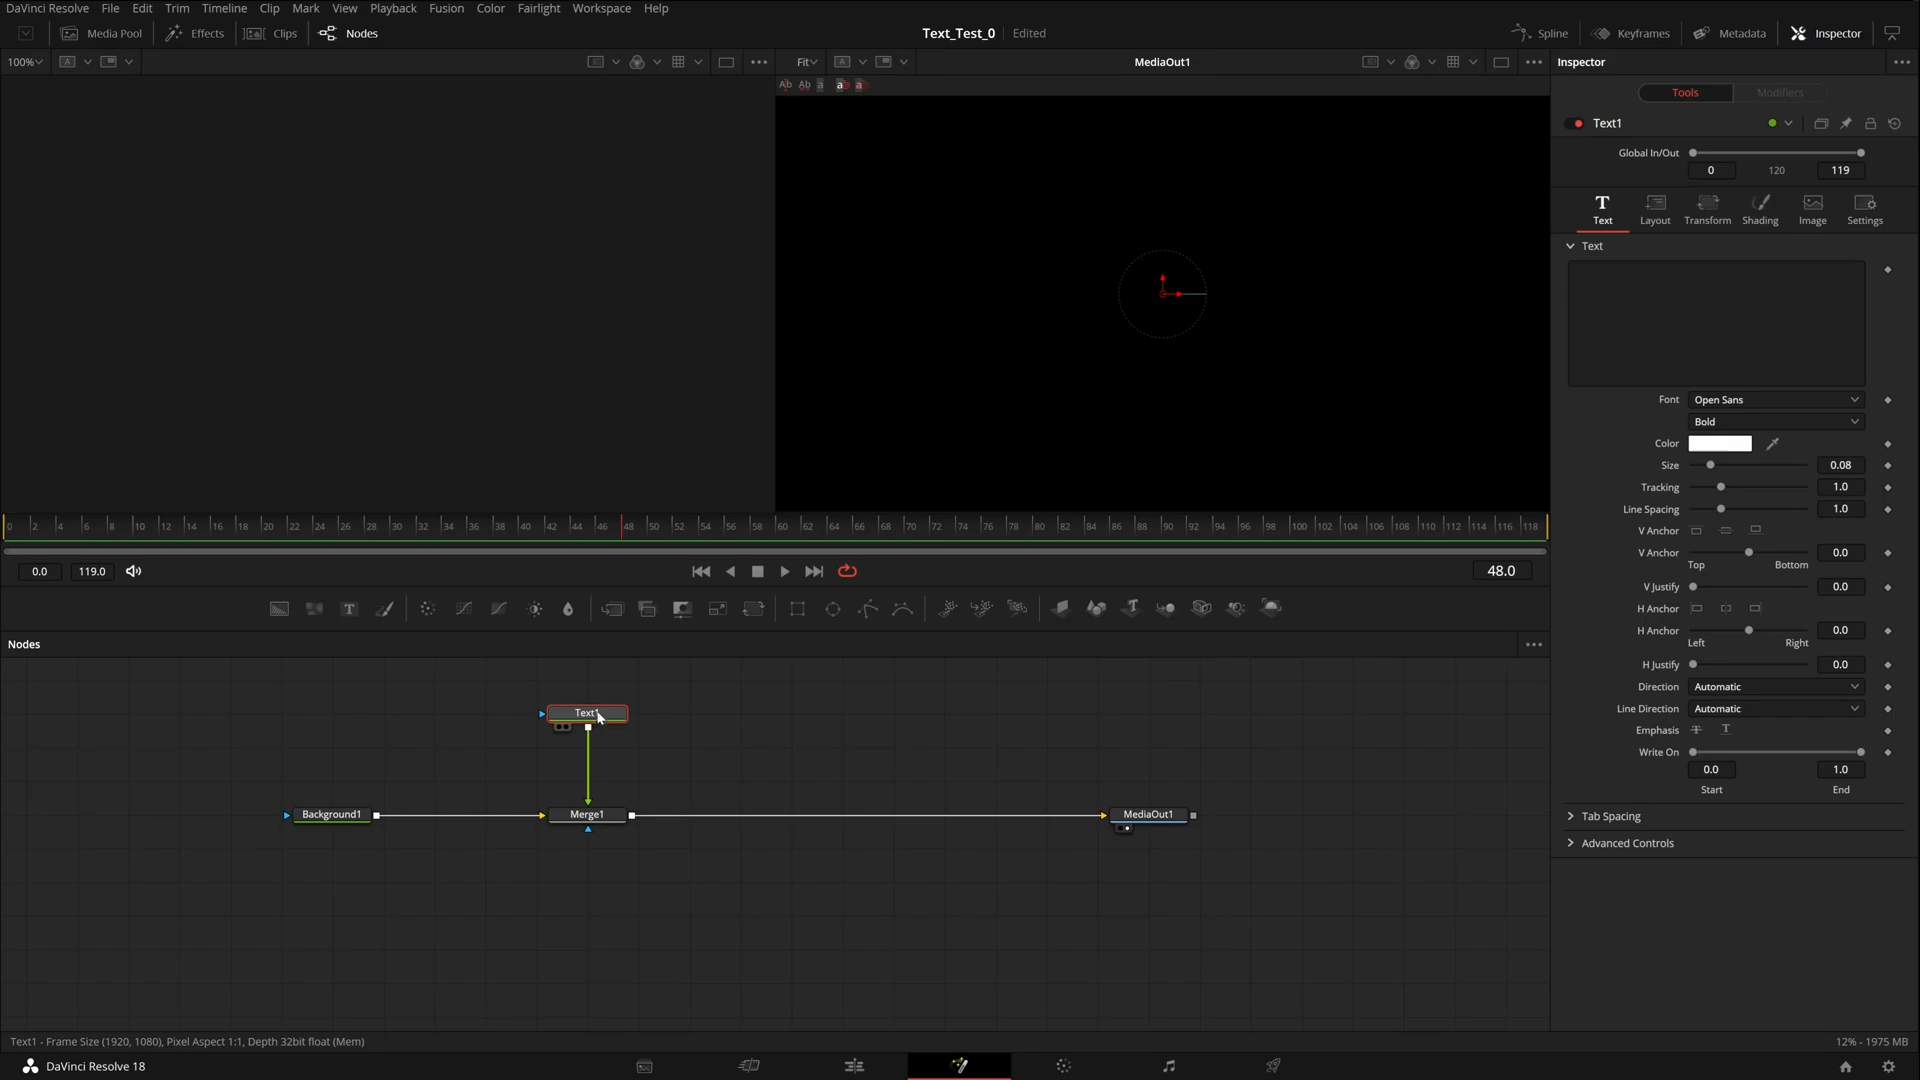 DaVinci Resolve File Edit Trim Timeline Clip Mark View Playback Fusion Color Fairlight Workspace Help
Media Pool Effects Clips Nodes Text_Test_0 Edited Spline Keyframes Metadata Inspector
100% Fit MediaOut1 Inspector
Tools Modifiers
Text1
Global In/Out
0 120 119
Text Layout Transform Shading Image Settings
Text
Font Open Sans
Bold
Color
Size 0.08
Tracking 1.0
Line Spacing 1.0
V Anchor
V Anchor 0.0
Top Bottom
V Justify 0.0
H Anchor
H Anchor 0.0
Left Right
H Justify 0.0
Direction Automatic
Line Direction Automatic
Emphasis
Write On
0.0 1.0
Start End
Tab Spacing
Advanced Controls
0 2 4 6 8 10 12 14 16 18 20 22 24 26 28 30 32 34 36 38 40 42 44 46 48 50 52 54 56 58 60 62 64 66 68 70 72 74 76 78 80 82 84 86 88 90 92 94 96 98 100 102 104 106 108 110 112 114 116 118
0.0 119.0 48.0
Nodes
Text1
Background1 Merge1 MediaOut1
Text1 - Frame Size (1920, 1080), Pixel Aspect 1:1, Depth 32bit float (Mem) 12% - 1975 MB
DaVinci Resolve 18